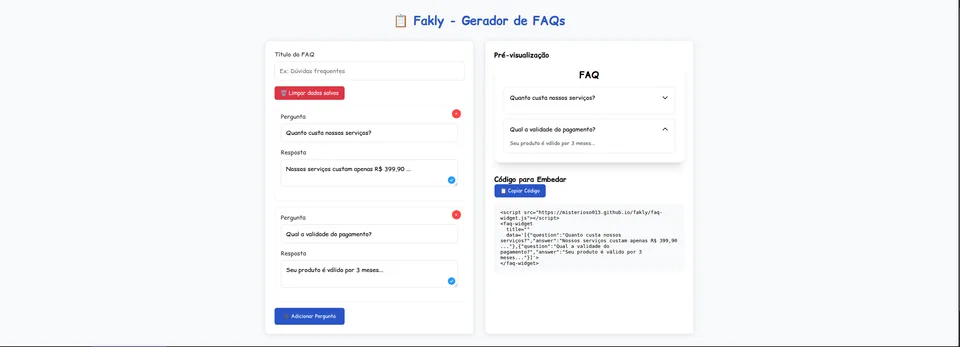 📋 Fakly - Gerador de FAQs
Título do FAQ
Ex: Dúvidas frequentes
🗑️ Limpar dados salvos
Pergunta
Quanto custa nossos serviços?
Resposta
Nossos serviços custam apenas R$ 399,90 ...
Pergunta
Qual a validade do pagamento?
Resposta
Seu produto é válido por 3 meses...
➕ Adicionar Pergunta
Pré-visualização
FAQ
Quanto custa nossos serviços?
Qual a validade do pagamento?
Seu produto é válido por 3 meses...
Código para Embedar
📋 Copiar Código
<script src="https://misterioso013.github.io/fakly/faq-
widget.js"></script>
<faq-widget
title=""
data='[{"question":"Quanto custa nossos
serviços?","answer":"Nossos serviços custam apenas R$ 399,90
..."},{"question":"Qual a validade do
pagamento?","answer":"Seu produto é válido por 3
meses..."}]'>
</faq-widget>